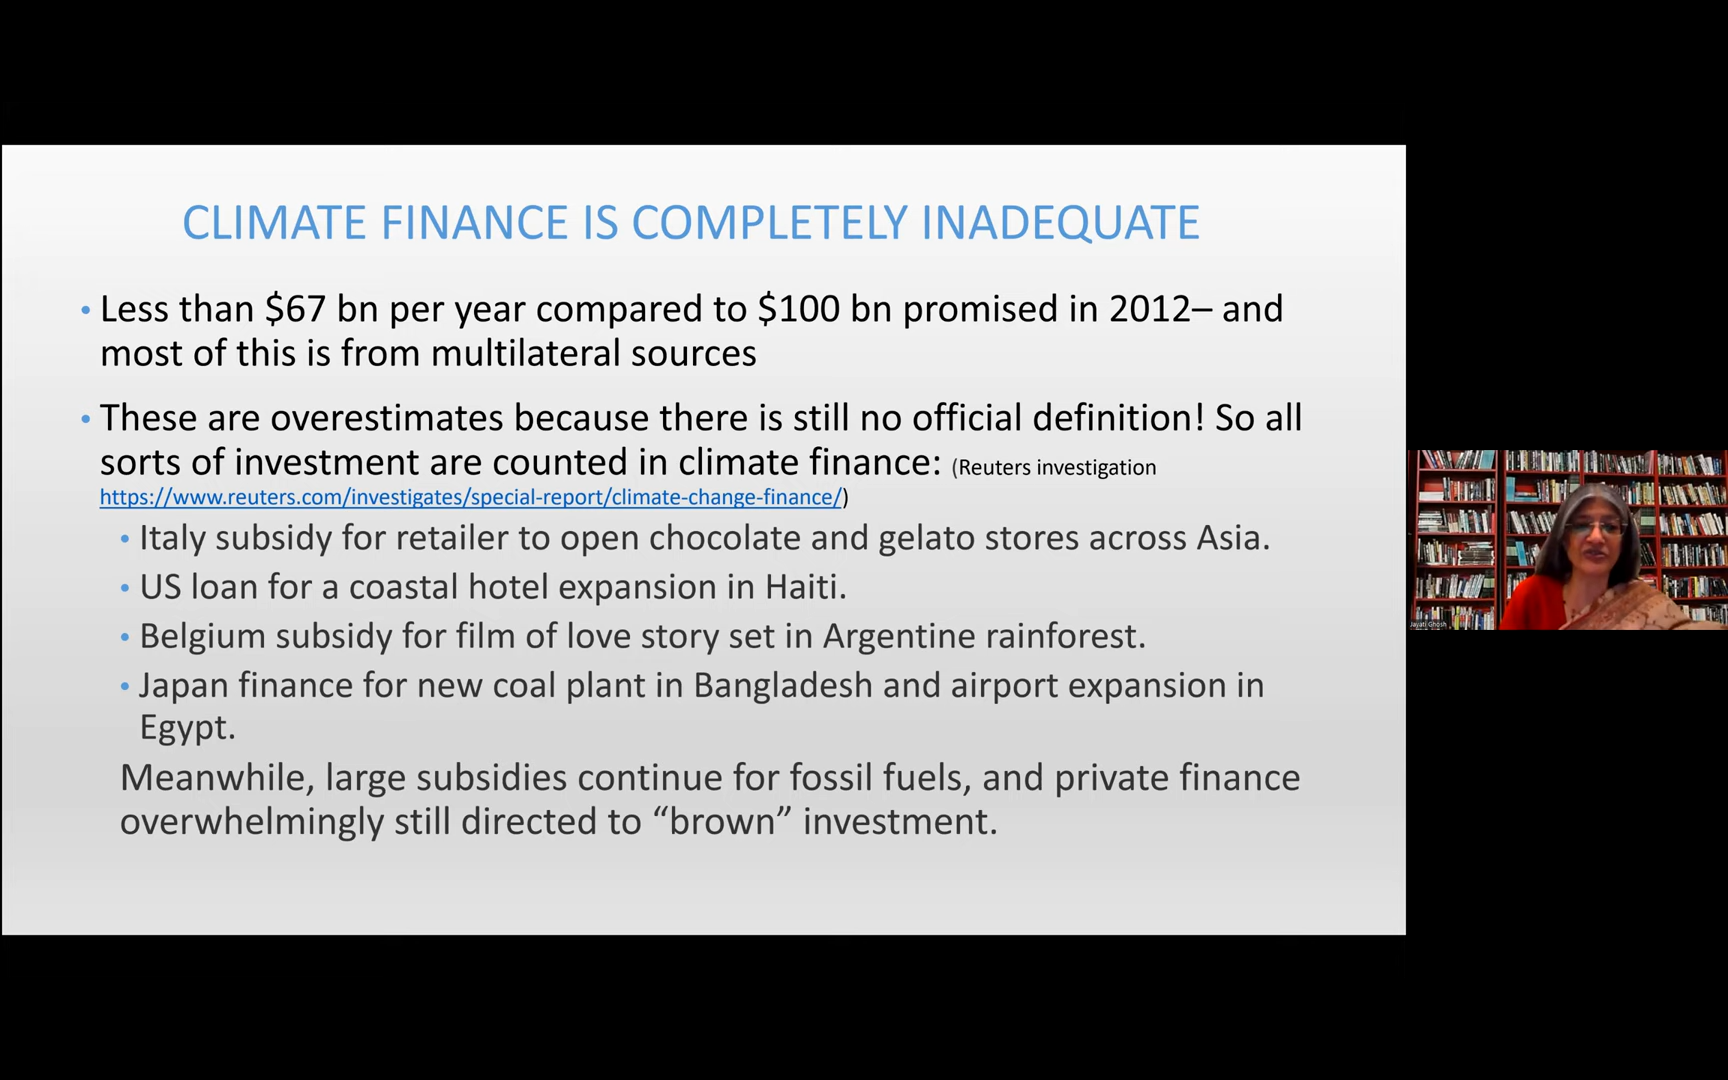 CLIMATE FINANCE IS COMPLETELY INADEQUATE
• Less than $67 bn per year compared to $100 bn promised in 2012– and
most of this is from multilateral sources
• These are overestimates because there is still no official definition! So all
sorts of investment are counted in climate finance: (Reuters investigation
https://www.reuters.com/investigates/special-report/climate-change-finance/)
• Italy subsidy for retailer to open chocolate and gelato stores across Asia.
• US loan for a coastal hotel expansion in Haiti.
• Belgium subsidy for film of love story set in Argentine rainforest.
• Japan finance for new coal plant in Bangladesh and airport expansion in
Egypt.
Meanwhile, large subsidies continue for fossil fuels, and private finance
overwhelmingly still directed to “brown” investment.
Jayati Ghosh